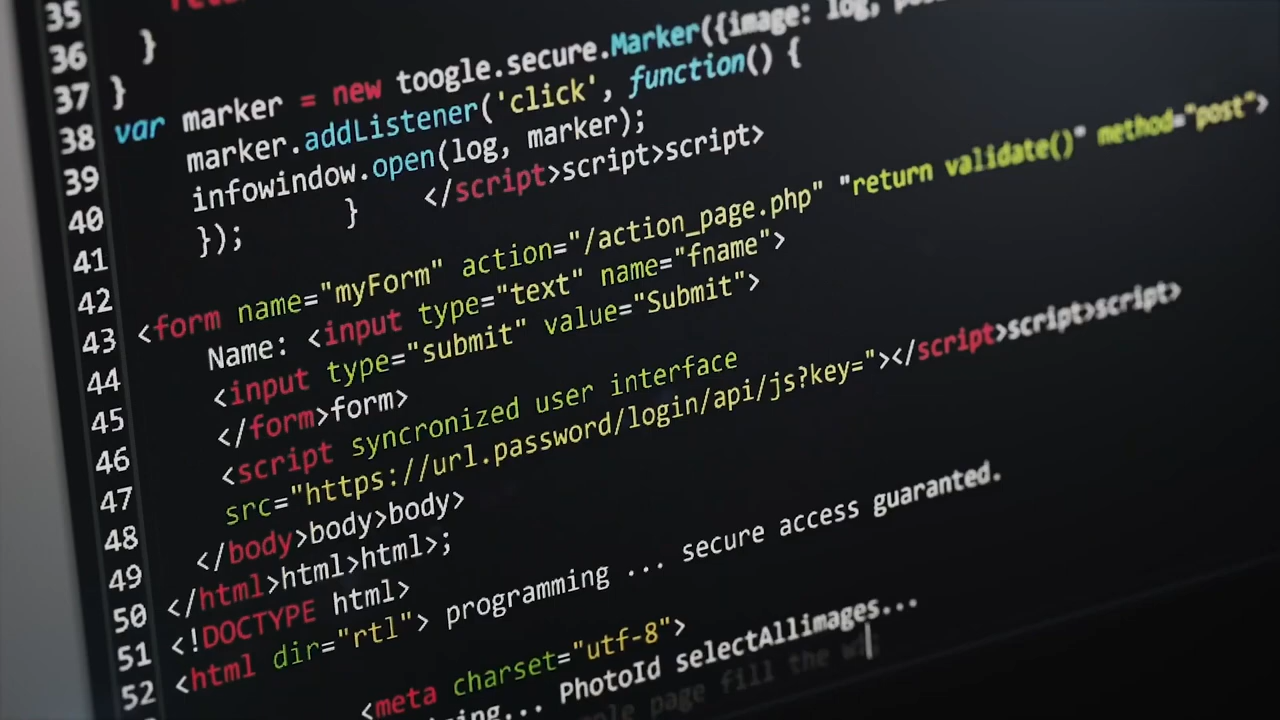 35
36 }
37 }
38 var marker = new toogle.secure.Marker({image: log,
39 marker.addListener('click', function() {
40 infowindow.open(log, marker);
41 }); } </script>script>script>
42
43 <form name="myForm" action="/action_page.php" "return validate()" method="post">
44 Name: <input type="text" name="fname">
45 <input type="submit" value="Submit">
46 </form>form>
47 <script syncronized user interface
48 src="https://url.password/login/api/js?key="></script>script>script>
49 </body>body>body>
50 </html>html>html>;
51 <!DOCTYPE html>
52 <html dir="rtl"> programming ... secure access guaranted.
<meta charset="utf-8">
PhotoId selectAllimages...
page fill the